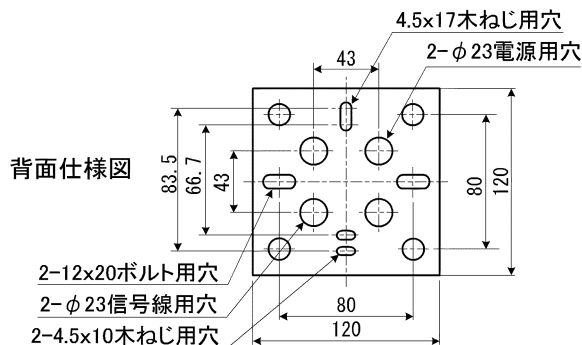 4.5x17木ねじ用穴
43
2-φ23電源用穴
背面仕様図
83.5
66.7
43
80
120
2-12x20ボルト用穴
2-φ23信号線用穴
80
2-4.5x10木ねじ用穴
120